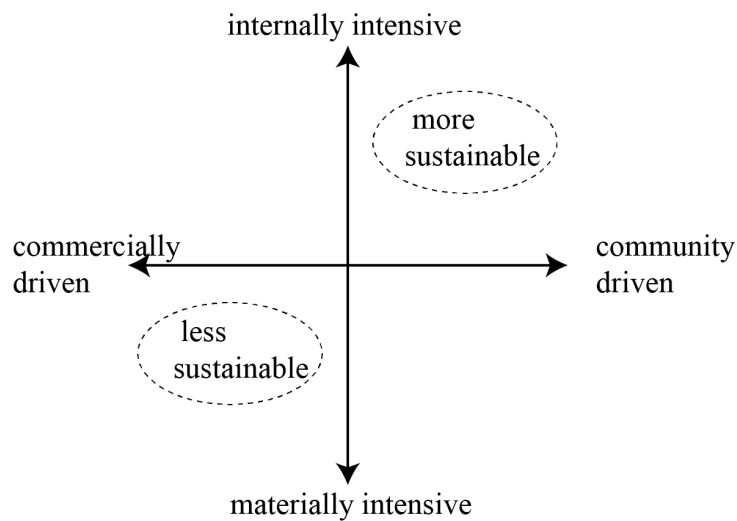 internally intensive
more
sustainable
commercially
driven
community
driven
less
sustainable
materially intensive